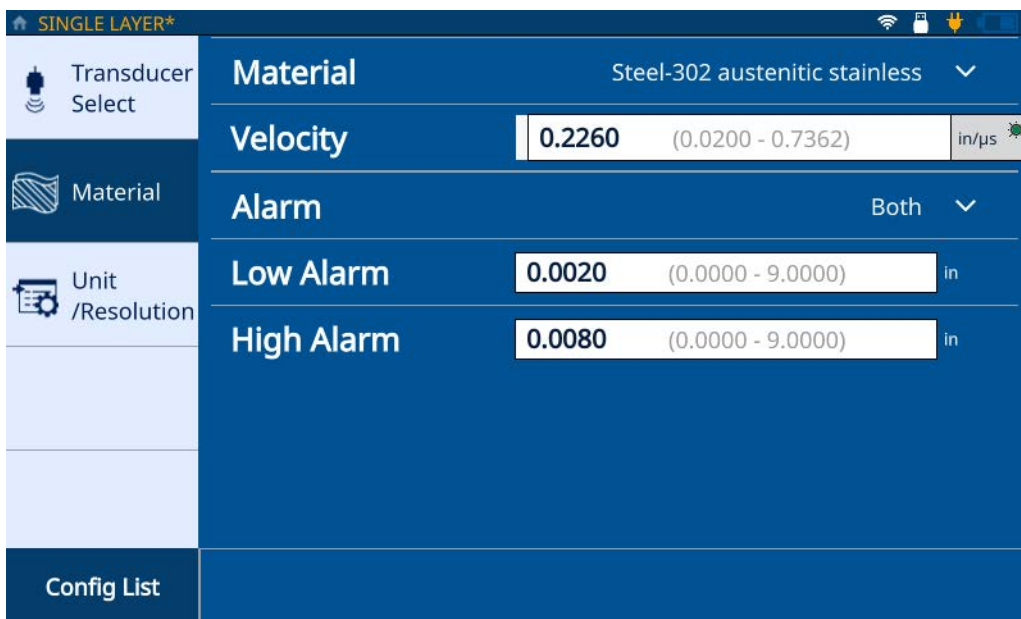 SINGLE LAYER*
Transducer
Select
Material
Unit
/Resolution
Config List
Material Steel-302 austenitic stainless
Velocity 0.2260 (0.0200 - 0.7362) in/µs
Alarm Both
Low Alarm 0.0020 (0.0000 - 9.0000) in
High Alarm 0.0080 (0.0000 - 9.0000) in